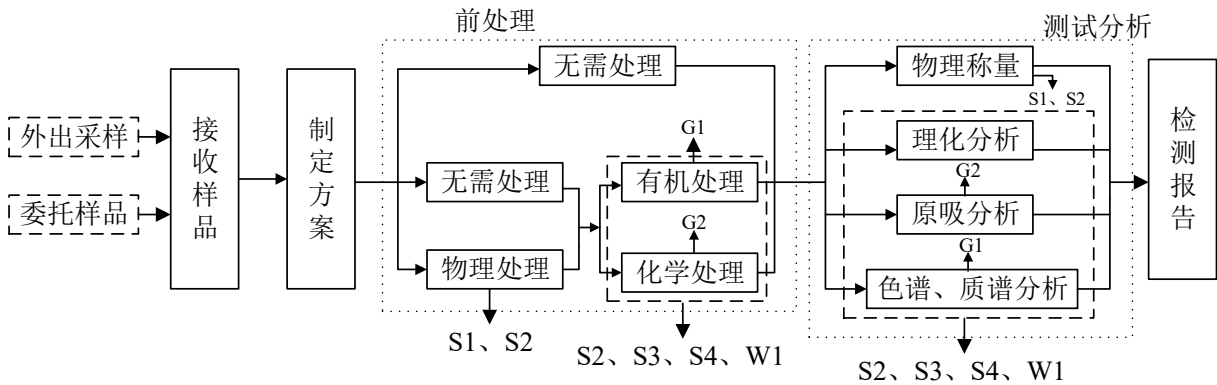 前处理
测试分析
无需处理
物理称量
S1、S2
外出采样
委托样品
接收样品
制定方案
无需处理
物理处理
S1、S2
G1
有机处理
G2
化学处理
S2、S3、S4、W1
理化分析
G2
原吸分析
G1
色谱、质谱分析
S2、S3、S4、W1
检测报告